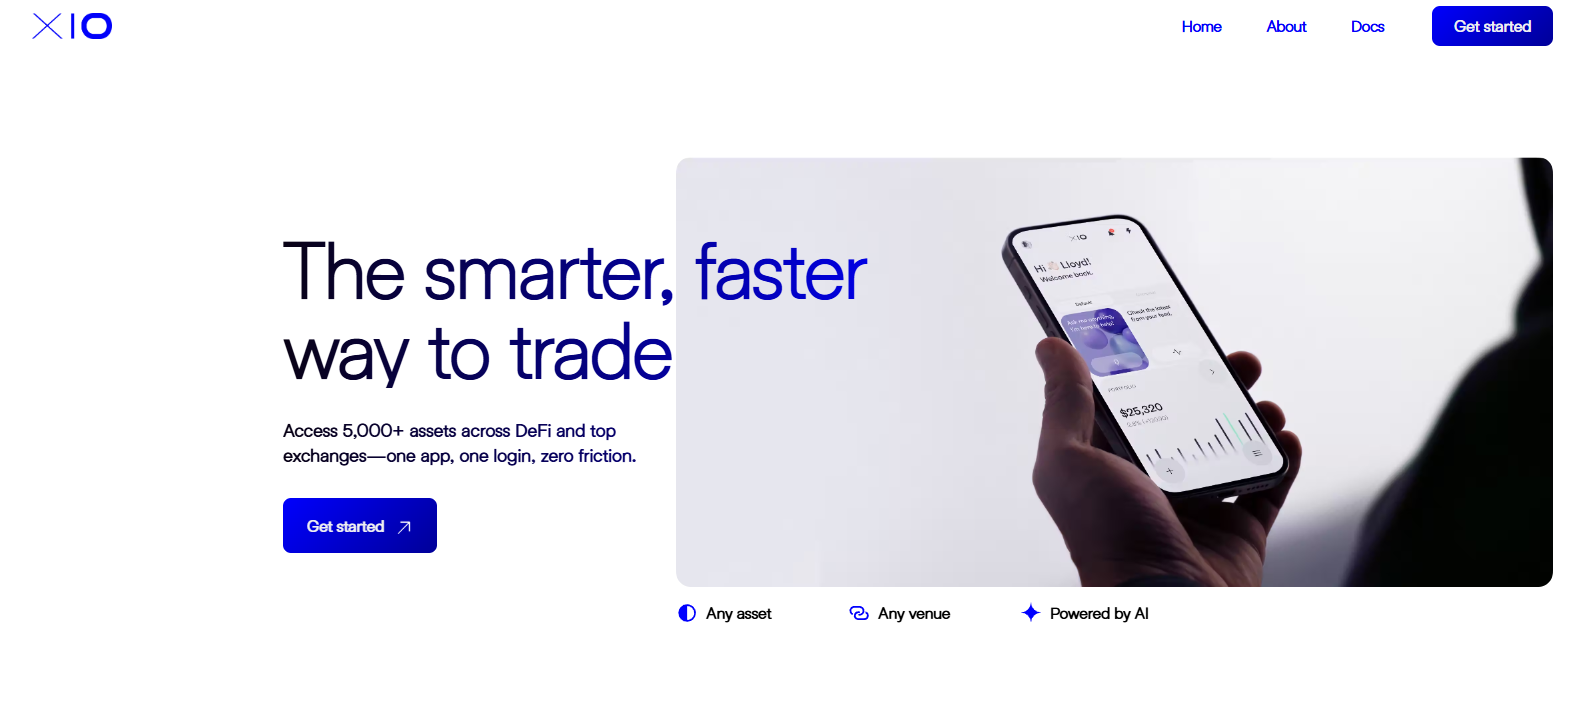 XIO
Home
About
Docs
Get started
The smarter, faster
way to trade
Access 5,000+ assets across DeFi and top
exchanges—one app, one login, zero friction.
Get started
XIO
Hi Lloyd!
Welcome back.
Ask me anything,
I'm here to help!
Check the latest
from your feed.
PORTFOLIO
$25,320
Any asset
Any venue
Powered by AI